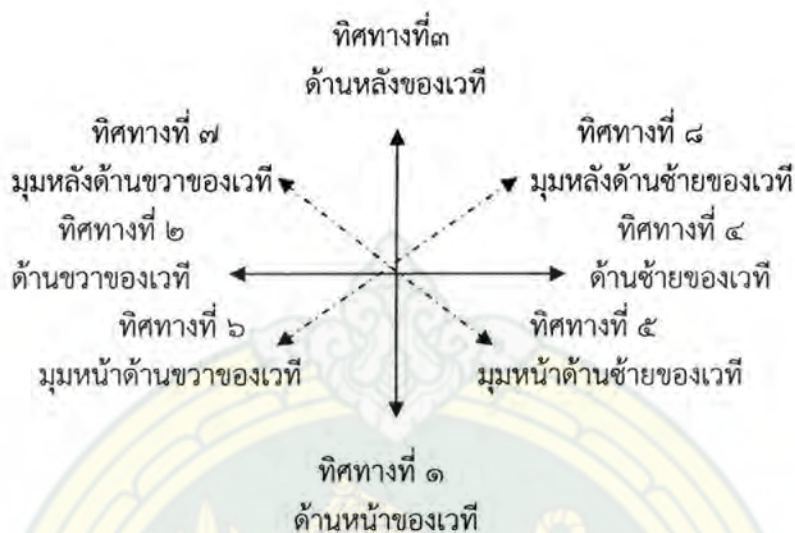 ทิศทางที่๓
ด้านหลังของเวที
ทิศทางที่ ๗
มุมหลังด้านขวาของเวที
ทิศทางที่ ๘
มุมหลังด้านซ้ายของเวที
ทิศทางที่ ๒
ด้านขวาของเวที
ทิศทางที่ ๔
ด้านซ้ายของเวที
ทิศทางที่ ๖
มุมหน้าด้านขวาของเวที
ทิศทางที่ ๕
มุมหน้าด้านซ้ายของเวที
ทิศทางที่ ๑
ด้านหน้าของเวที